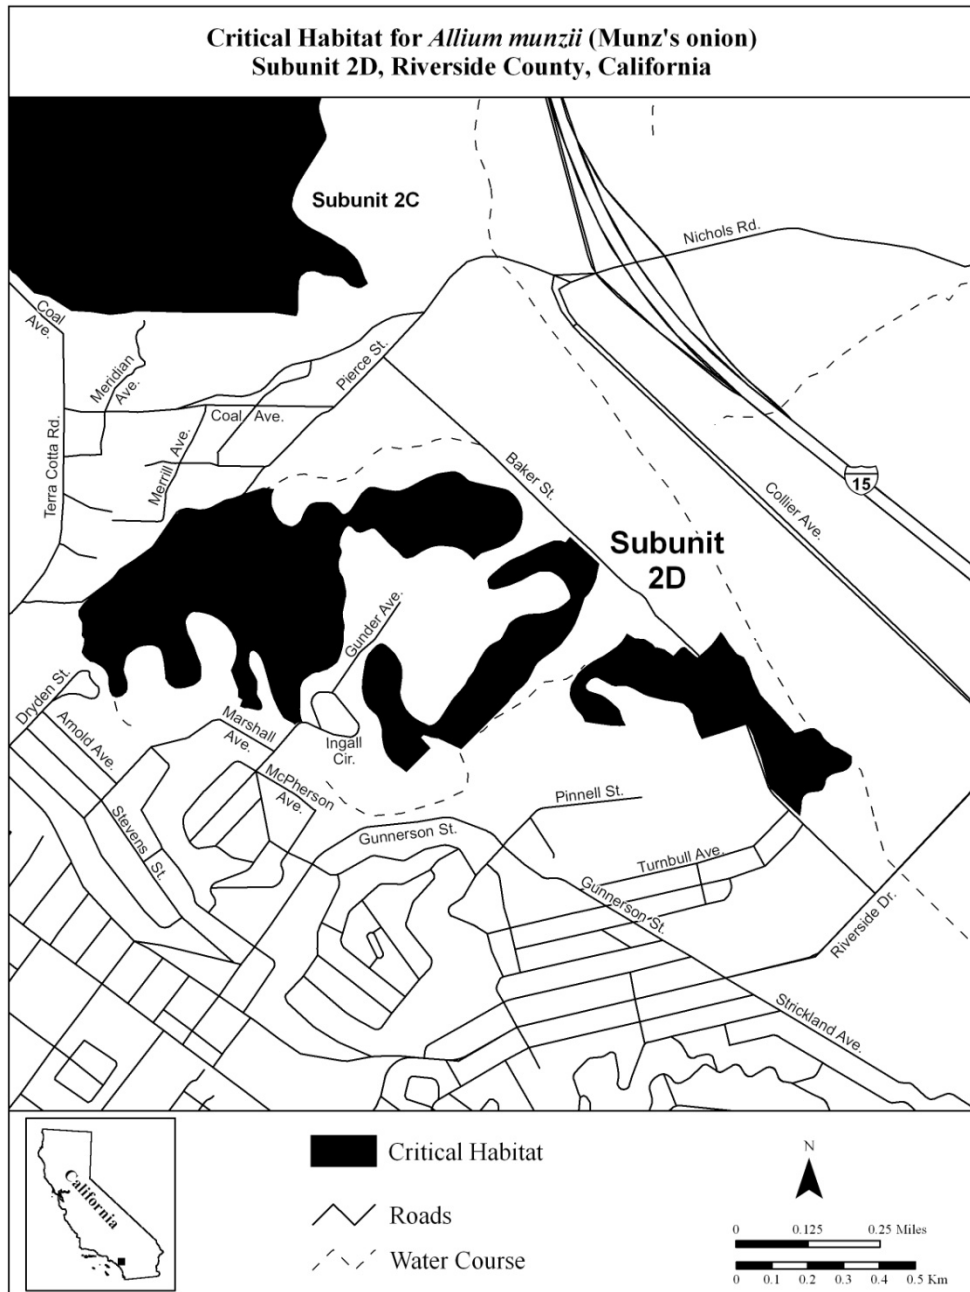 Critical Habitat for Allium munzii (Munz's onion)
Subunit 2D, Riverside County, California
Subunit 2C
Nichols Rd.
Coal
Ave.
Meridian
Ave.
Pierce St.
Coal Ave.
Merrill Ave.
Terra Cotta Rd.
Baker St.
Collier Ave.
15
Subunit
2D
Gunder Ave.
Dryden St.
Arnold Ave.
Marshall
Ave.
Ingall
Cir.
McPherson
Ave.
Stevens
St.
Gunnerson St.
Pinnell St.
Turnbull Ave.
Gunnerson St.
Riverside Dr.
Strickland Ave.
California
Critical Habitat
Roads
Water Course
N
0 0.125 0.25 Miles
0 0.1 0.2 0.3 0.4 0.5 Km